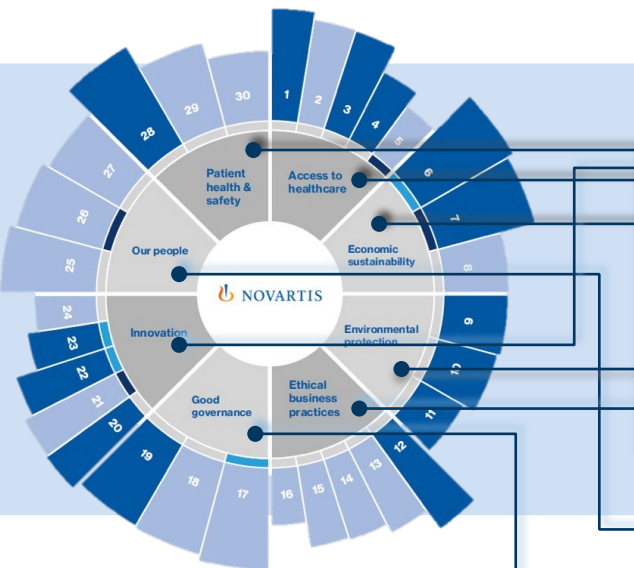 1
2
3
4
5
6
7
8
9
10
11
12
13
14
15
16
17
18
19
20
21
22
23
24
25
26
27
28
29
30
Patient
health &
safety
Access to
healthcare
Economic
sustainability
Environmental
protection
Ethical
business
practices
Good
governance
Innovation
Our people
NOVARTIS